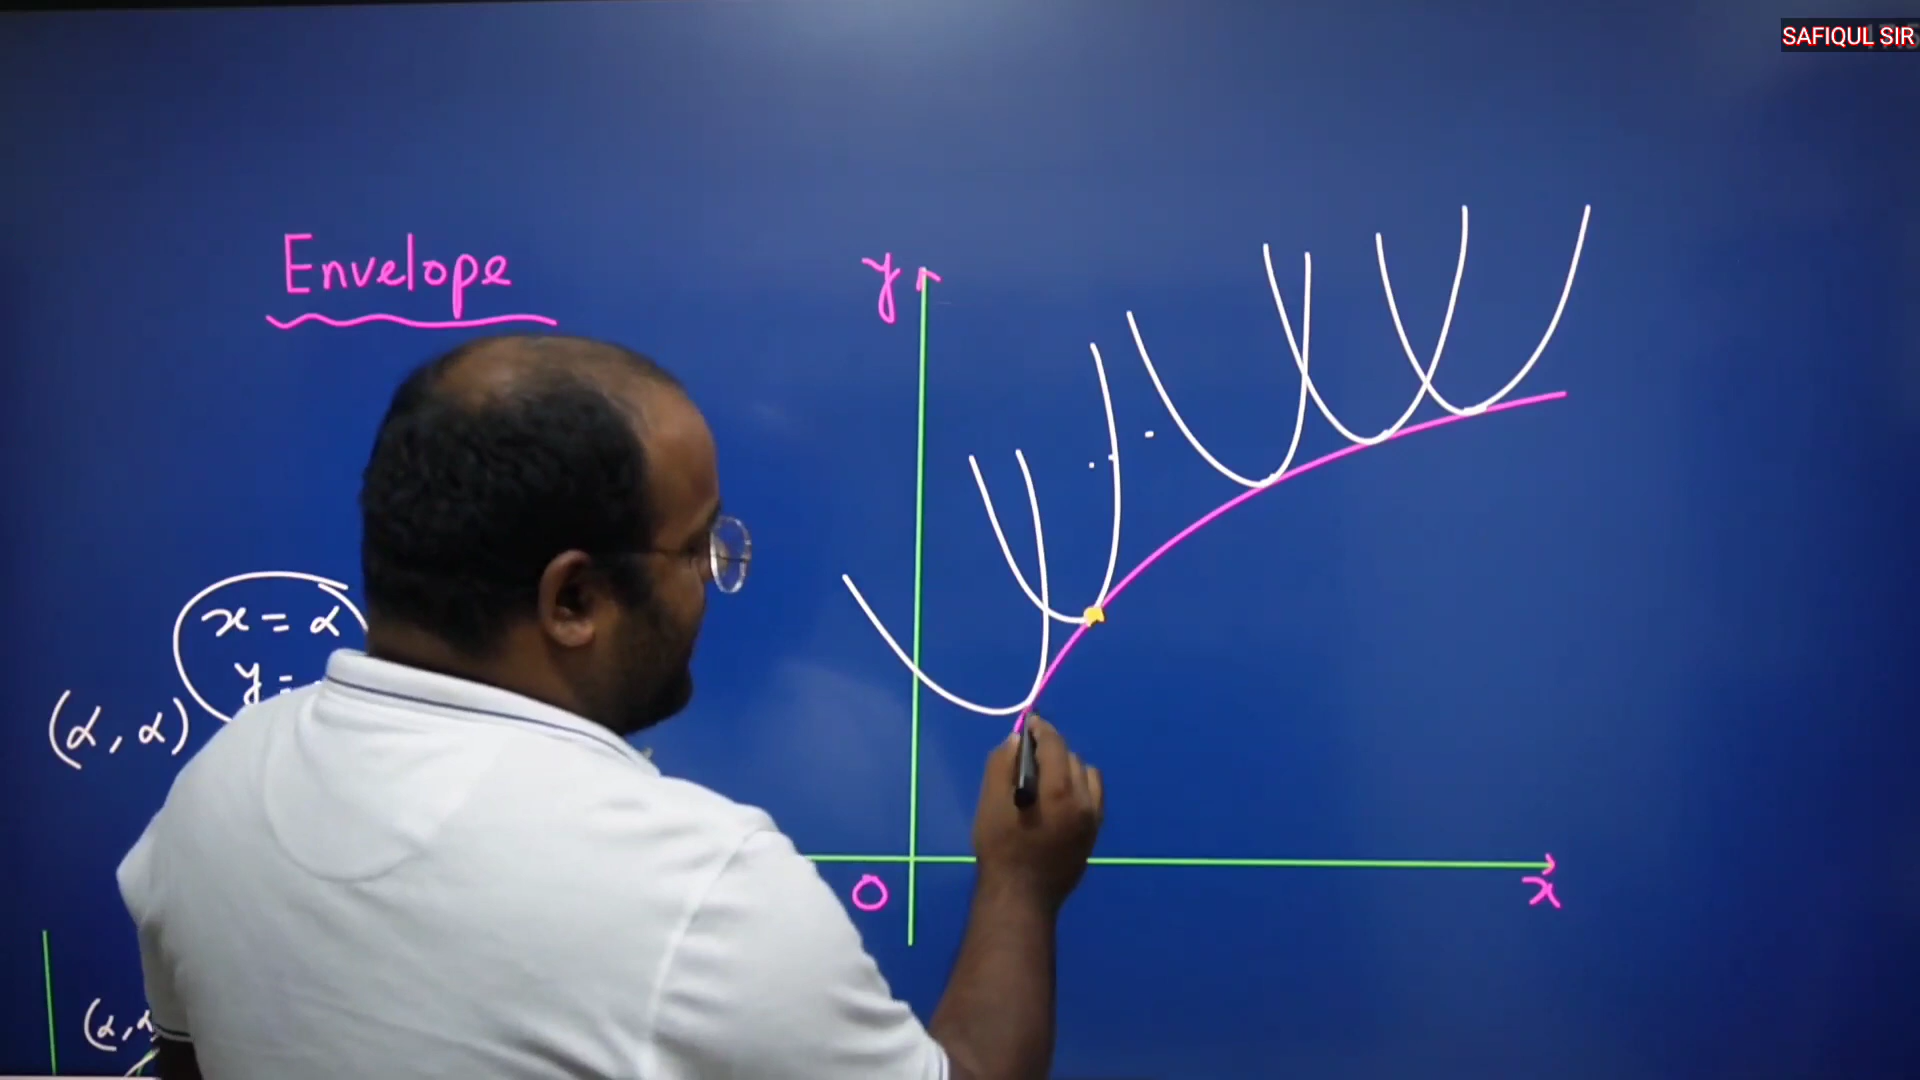 SAFIQUL SIR
Envelope
y
x = α
y =
(α, α)
O
x
(α, α